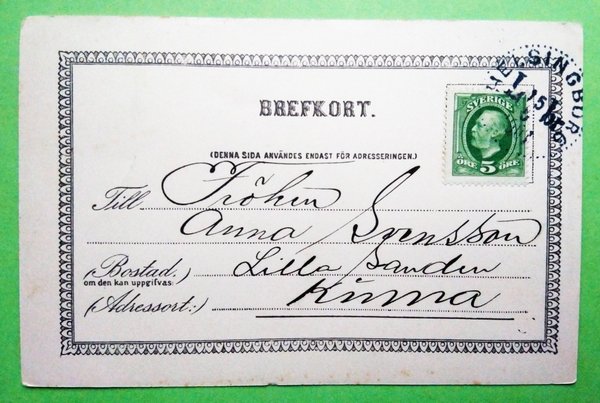 BREFKORT.
HELSINGBORG
SVERIGE
ÖRE 5 ÖRE
(DENNA SIDA ANVÄNDES ENDAST FÖR ADRESSERINGEN.)
Till Fröken
Anna Svensson
(Bostad.) Lilla Sanden
om den kan uppgifvas:
(Adressort:) Kinna